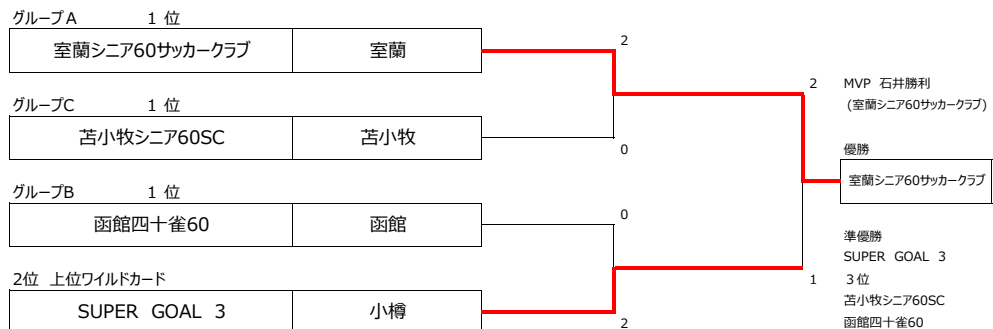 グループA 1 位
室蘭シニア60サッカークラブ 室蘭
2
2 MVP 石井勝利
(室蘭シニア60サッカークラブ)
グループC 1 位
苫小牧シニア60SC 苫小牧
0
優勝
室蘭シニア60サッカークラブ
グループB 1 位
函館四十雀60 函館
0
準優勝
SUPER GOAL 3
2位 上位ワイルドカード
1 3位
SUPER GOAL 3 小樽
2
苫小牧シニア60SC
函館四十雀60